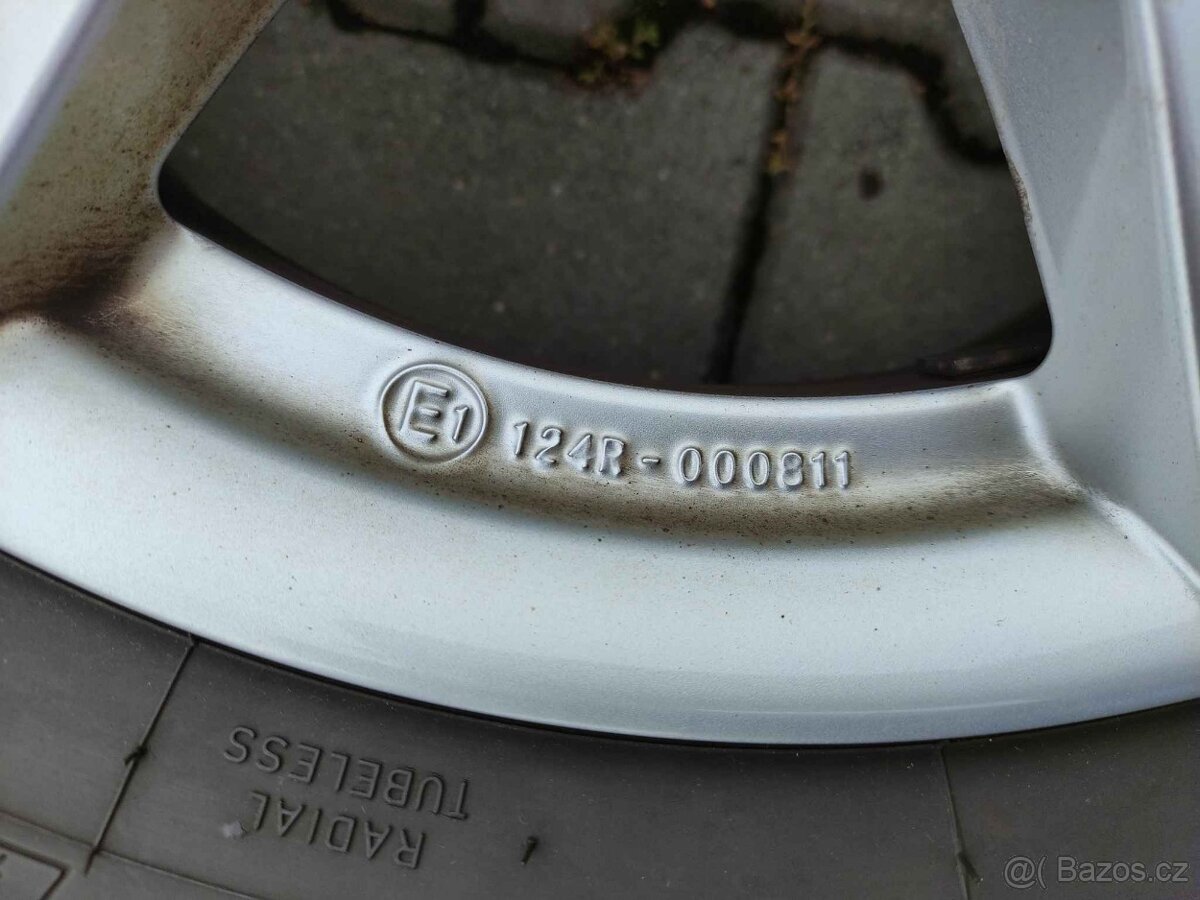 E1 124R - 000811
RADIAL
TUBELESS
@( Bazos.cz